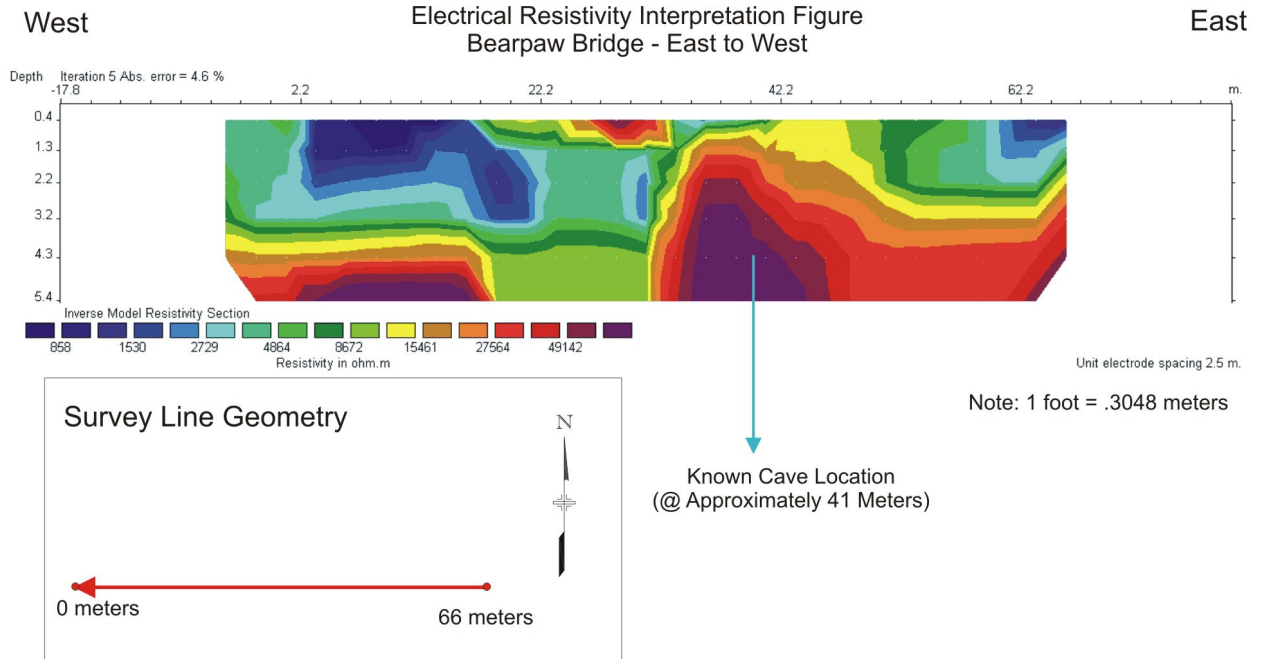 West
Electrical Resistivity Interpretation Figure
East
Bearpaw Bridge - East to West
Depth Iteration 5 Abs. error = 4.6 %
-17.8 2.2 22.2 42.2 62.2 m.
0.4
1.3
2.2
3.2
4.3
5.4
Inverse Model Resistivity Section
858 1530 2729 4864 8672 15461 27564 49142
Resistivity in ohm.m
Unit electrode spacing 2.5 m.
Note: 1 foot = .3048 meters
Survey Line Geometry
N
Known Cave Location
(@ Approximately 41 Meters)
0 meters
66 meters